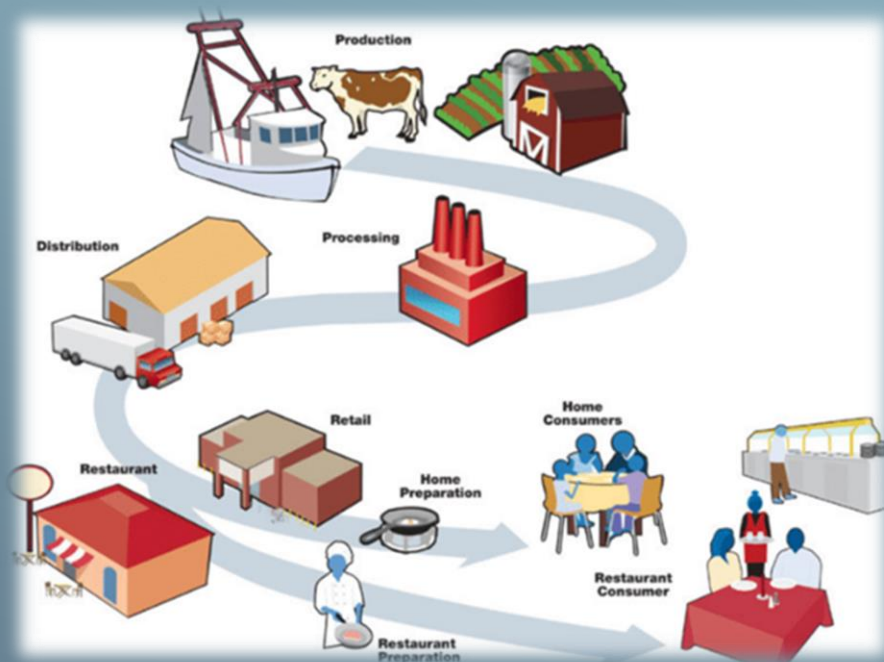 Production
Processing
Distribution
Retail
Home
Consumers
Restaurant
Home
Preparation
Restaurant
Consumer
Restaurant
Preparation